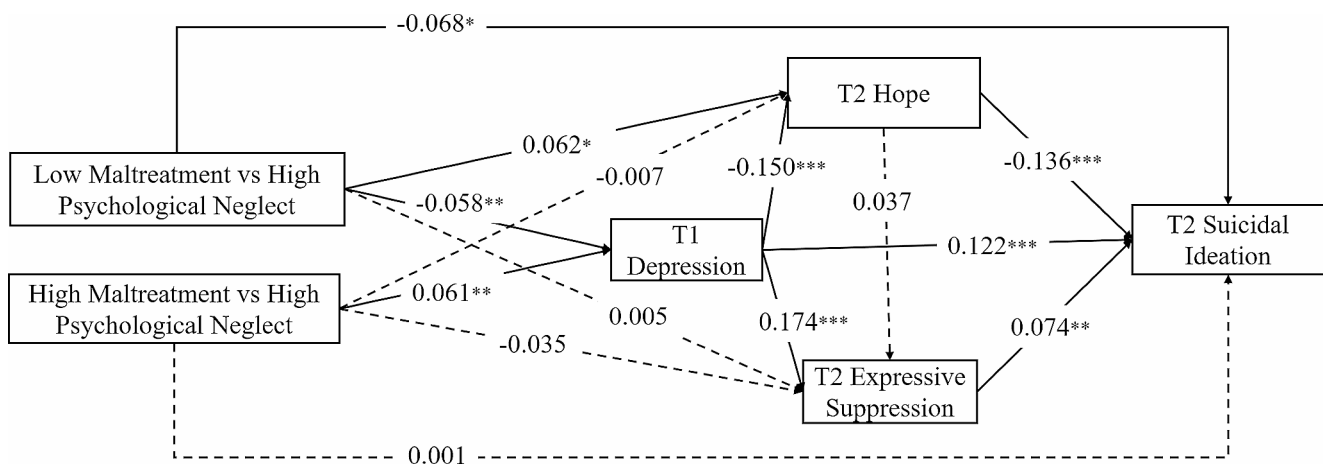 -0.068*
T2 Hope
0.062*
Low Maltreatment vs High
Psychological Neglect
-0.007
-0.150***
-0.136***
-0.058**
0.037
T1
Depression
0.122***
T2 Suicidal
Ideation
High Maltreatment vs High
Psychological Neglect
0.061**
0.005
0.174***
0.074**
-0.035
T2 Expressive
Suppression
0.001